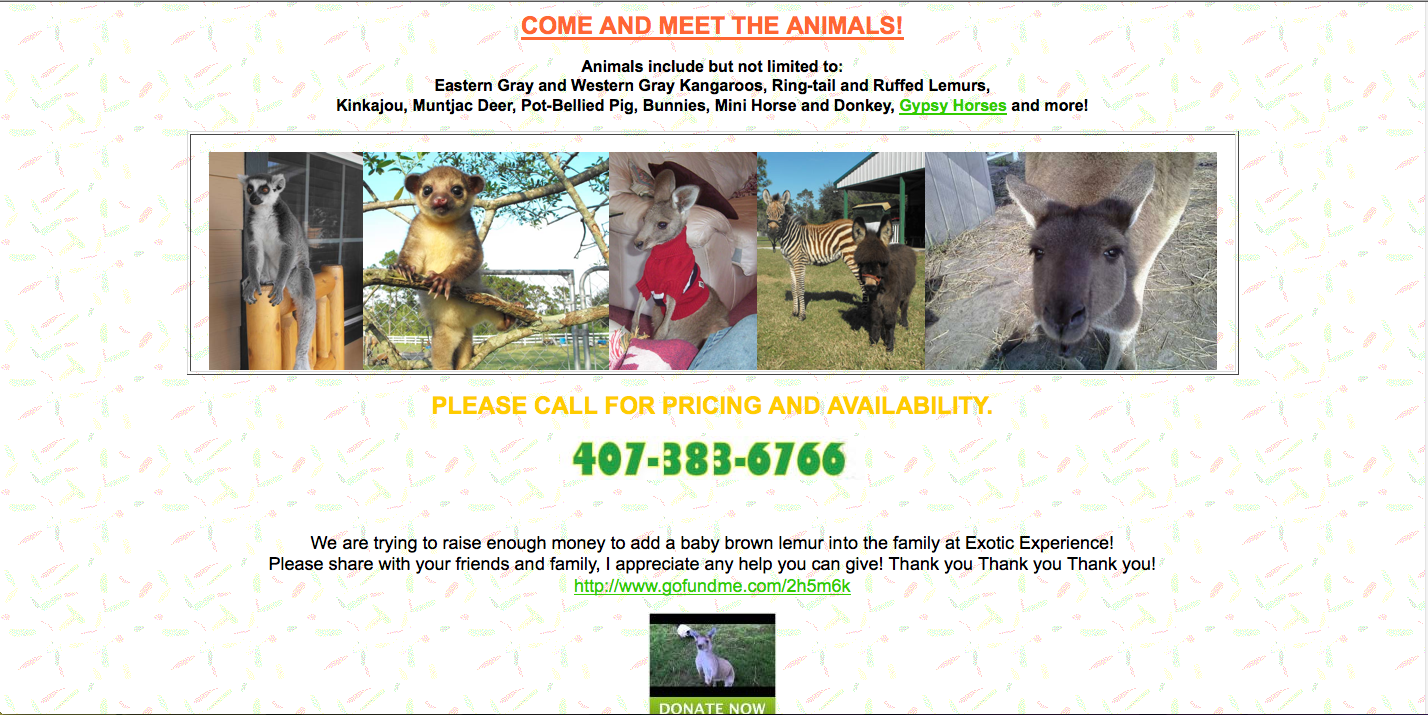 COME AND MEET THE ANIMALS!
Animals include but not limited to:
Eastern Gray and Western Gray Kangaroos, Ring-tail and Ruffed Lemurs,
Kinkajou, Muntjac Deer, Pot-Bellied Pig, Bunnies, Mini Horse and Donkey, Gypsy Horses and more!
PLEASE CALL FOR PRICING AND AVAILABILITY.
407-383-6766
We are trying to raise enough money to add a baby brown lemur into the family at Exotic Experience!
Please share with your friends and family, I appreciate any help you can give! Thank you Thank you Thank you!
http://www.gofundme.com/2h5m6k
DONATE NOW